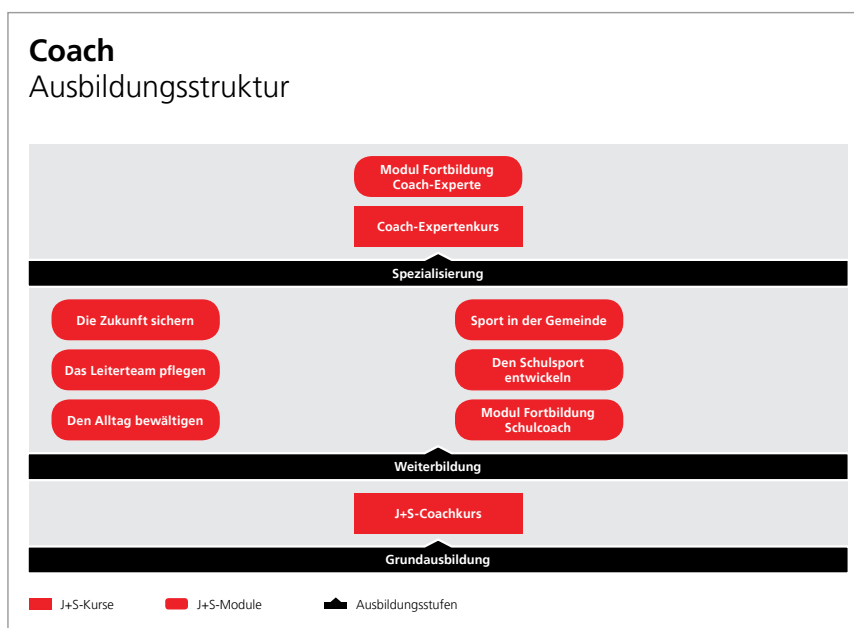 Coach
Ausbildungsstruktur
Modul Fortbildung
Coach-Experte
Coach-Expertenkurs
Spezialisierung
Die Zukunft sichern
Sport in der Gemeinde
Das Leiterteam pflegen
Den Schulsport
entwickeln
Den Alltag bewältigen
Modul Fortbildung
Schulcoach
Weiterbildung
J+S-Coachkurs
Grundausbildung
J+S-Kurse
J+S-Module
Ausbildungsstufen